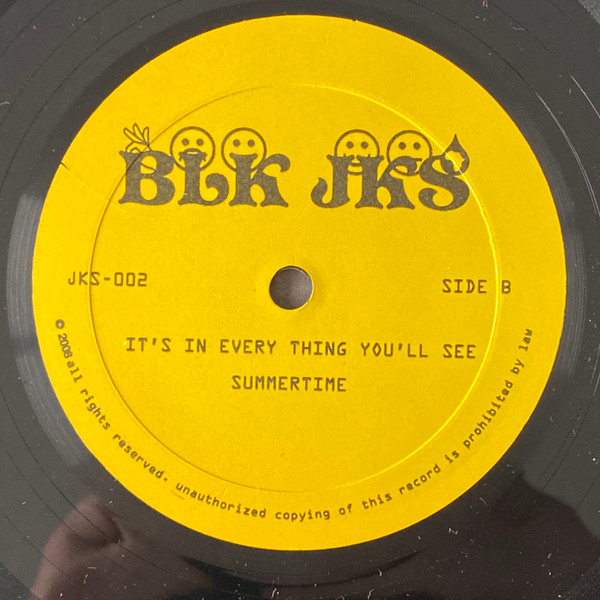 BLK JKS
JKS-002
SIDE B
IT'S IN EVERY THING YOU'LL SEE
SUMMERTIME
© 2008 all rights reserved. unauthorized copying of this record is prohibited by law